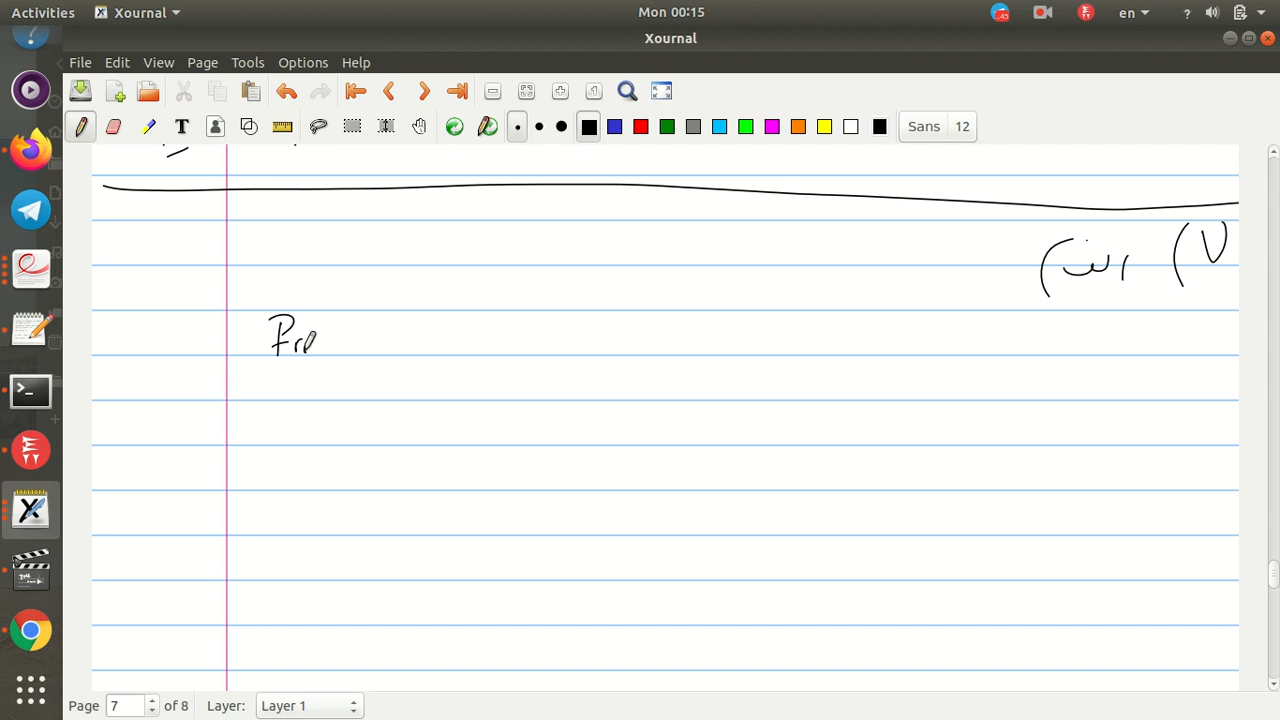 Activities Xournal Mon 00:15 en ?
Xournal
File Edit View Page Tools Options Help
Sans 12
Pre
Page 7 of 8 Layer: Layer 1